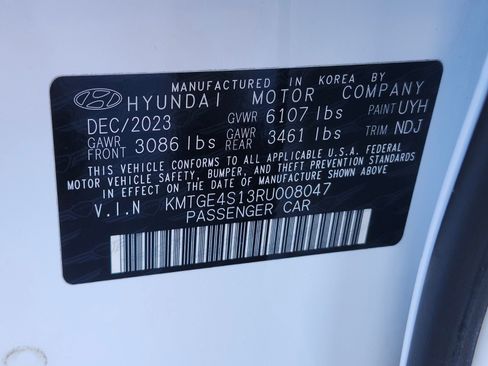 MANUFACTURED IN KOREA BY
HYUNDAI MOTOR COMPANY
DEC/2023 GVWR 6107 lbs PAINT UYH
GAWR FRONT 3086 lbs GAWR REAR 3461 lbs TRIM NDJ
THIS VEHICLE CONFORMS TO ALL APPLICABLE U.S.A. FEDERAL
MOTOR VEHICLE SAFETY, BUMPER, AND THEFT PREVENTION STANDARDS
IN EFFECT ON THE DATE OF MANUFACTURE SHOWN ABOVE.
V.I.N KMTGE4S13RU008047
PASSENGER CAR